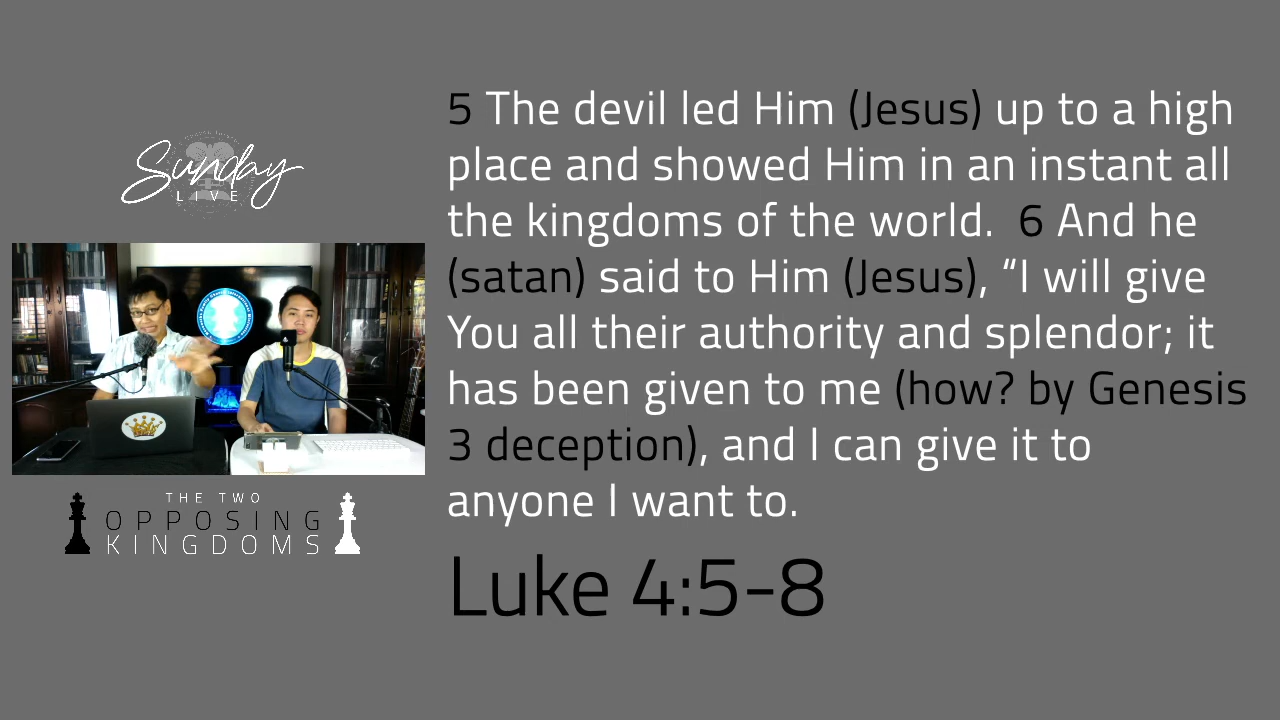 Sunday
LIVE
THE TWO
OPPOSING
KINGDOMS
5 The devil led Him (Jesus) up to a high
place and showed Him in an instant all
the kingdoms of the world.  6 And he
(satan) said to Him (Jesus), “I will give
You all their authority and splendor; it
has been given to me (how? by Genesis
3 deception), and I can give it to
anyone I want to.
Luke 4:5-8